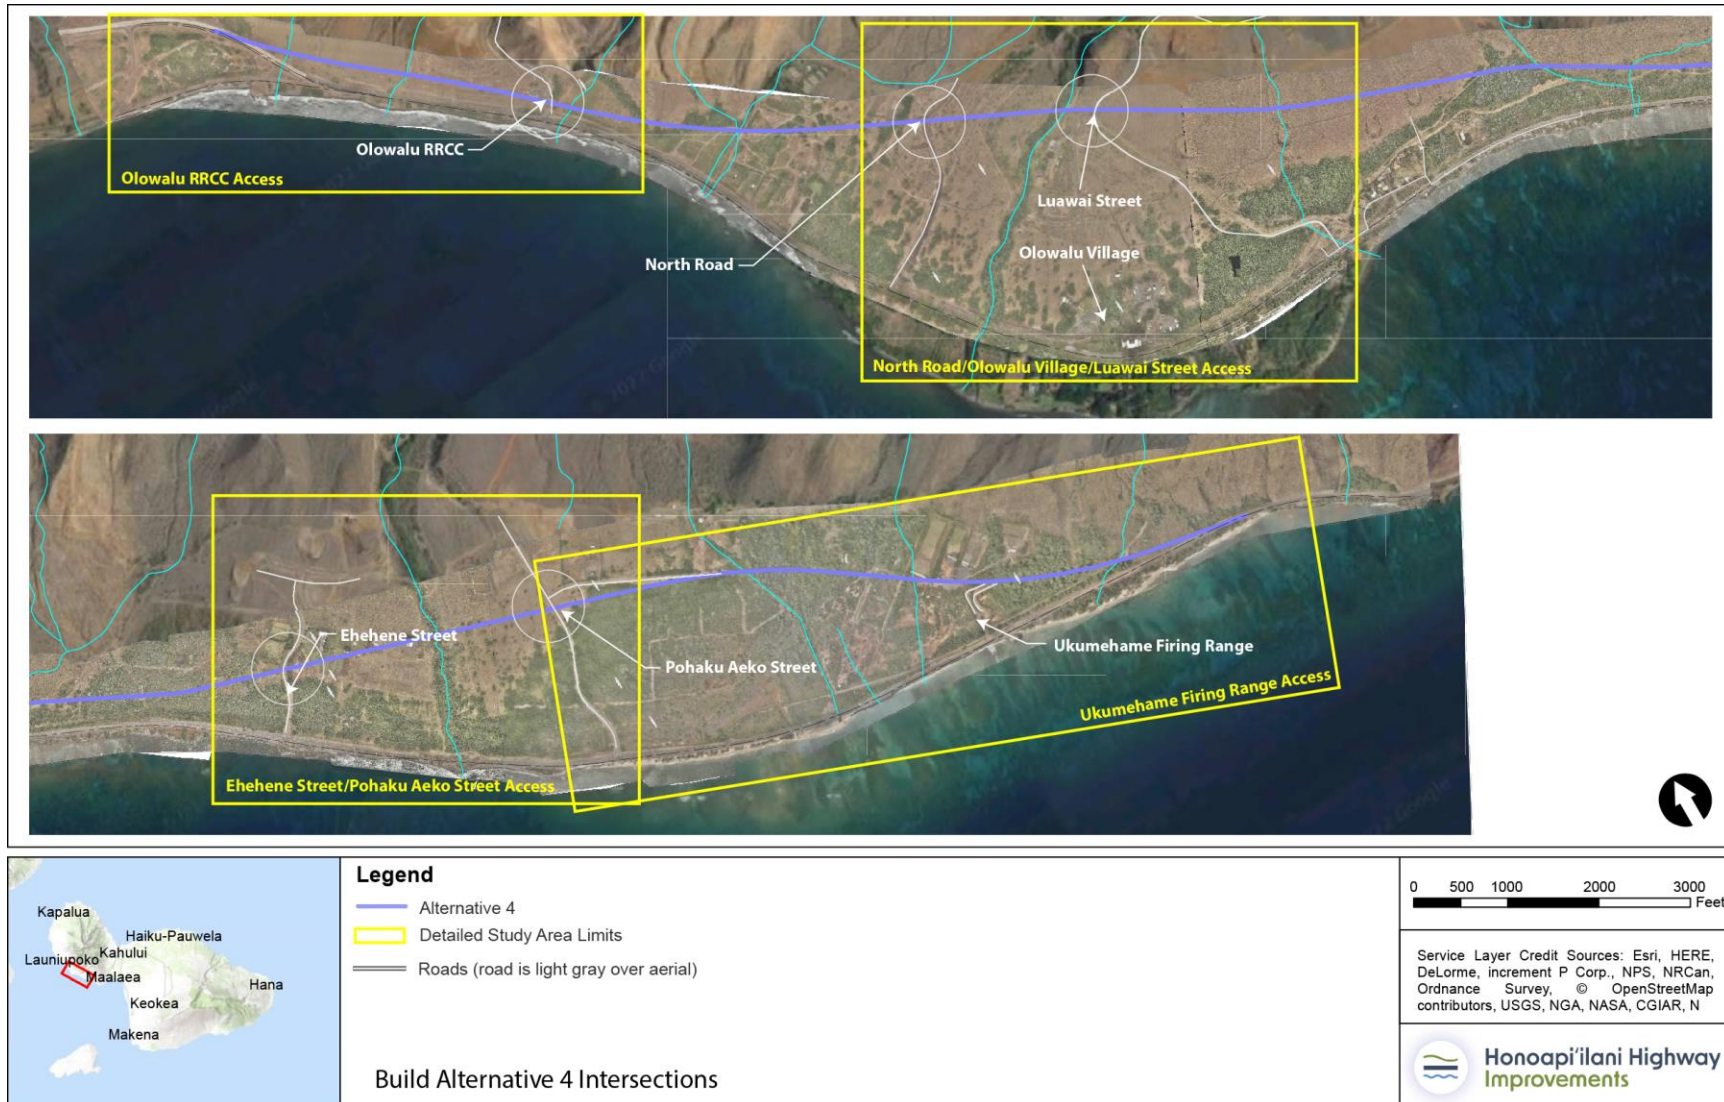 Olowalu RRCC
Olowalu RRCC Access
Luawai Street
North Road
Olowalu Village
North Road/Olowalu Village/Luawai Street Access
Ehehene Street
Pohaku Aeko Street
Ukumehame Firing Range
Ukumehame Firing Range Access
Ehehene Street/Pohaku Aeko Street Access
Kapalua
Haiku-Pauwela
Kahului
Launiupoko
Maalaea
Hana
Keokea
Makena
Legend
Alternative 4
Detailed Study Area Limits
Roads (road is light gray over aerial)
Build Alternative 4 Intersections
0 500 1000 2000 3000
Feet
Service Layer Credit Sources: Esri, HERE,
DeLorme, increment P Corp., NPS, NRCan,
Ordnance Survey, © OpenStreetMap
contributors, USGS, NGA, NASA, CGIAR, N
Honoapi'ilani Highway
Improvements